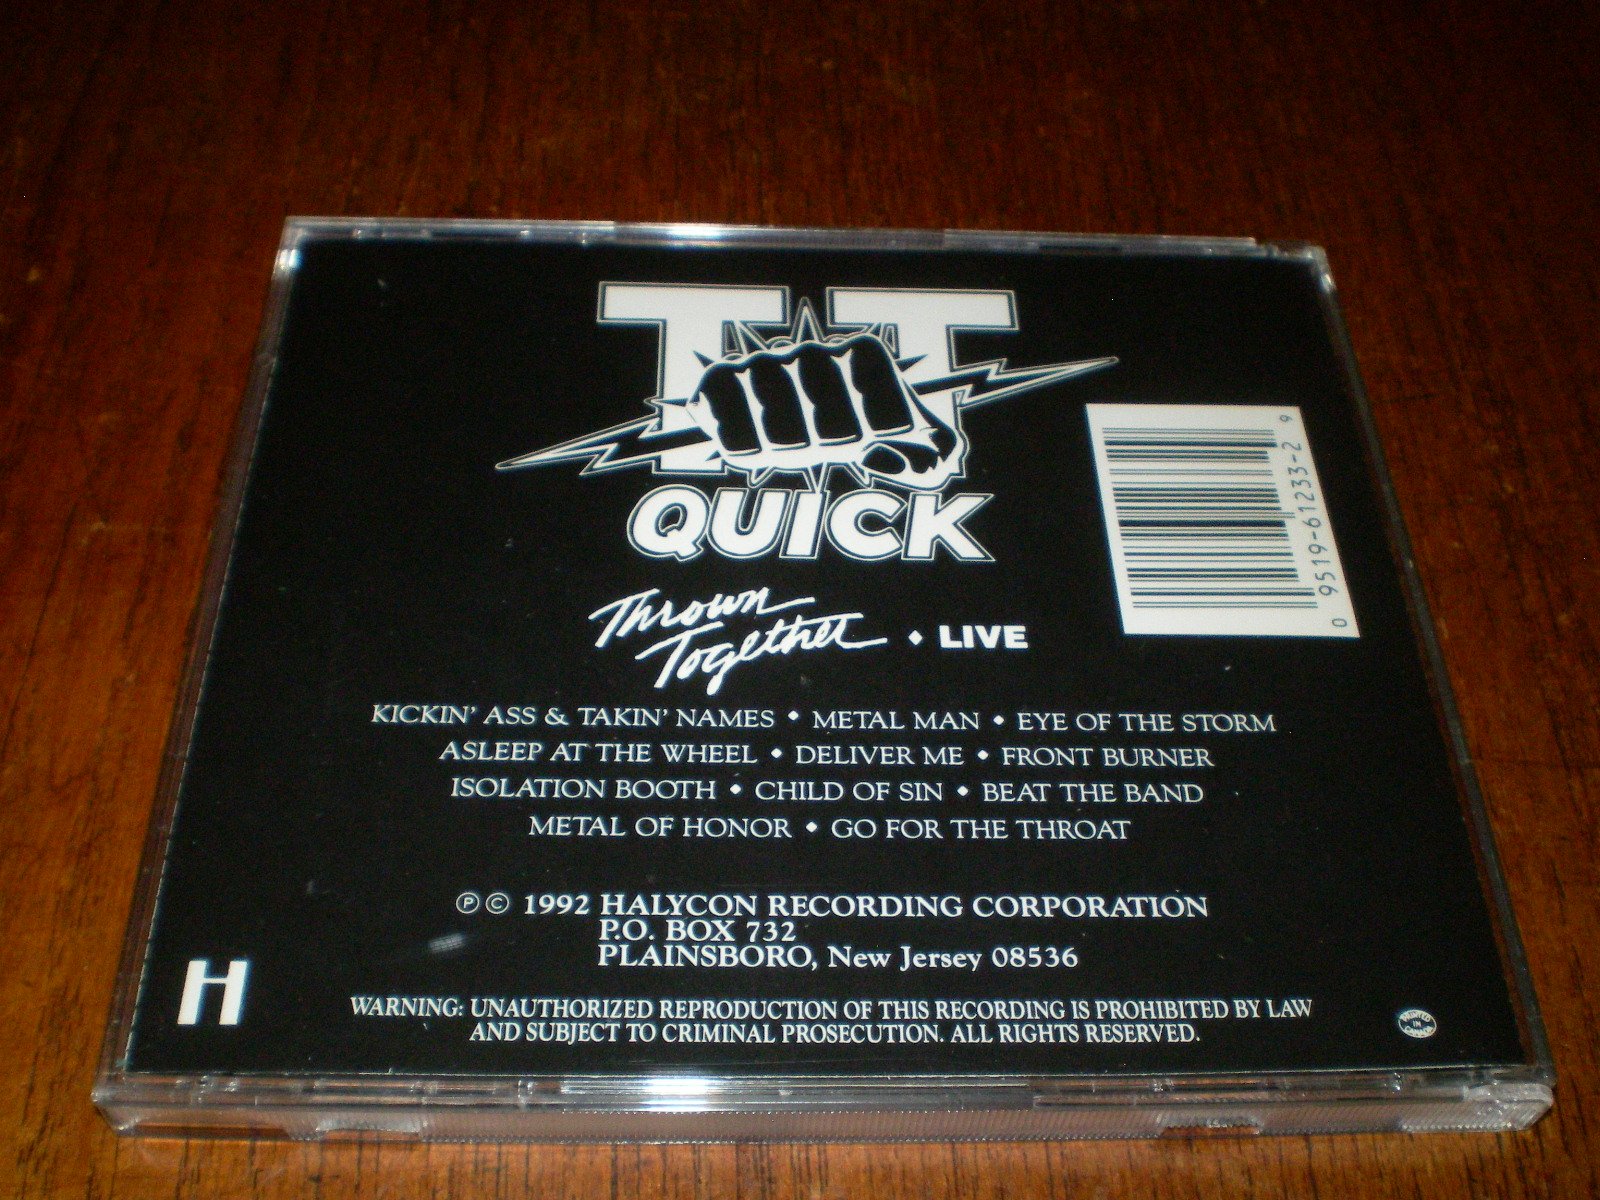 TT
QUICK
Thrown
Together • LIVE
KICKIN' ASS & TAKIN' NAMES • METAL MAN • EYE OF THE STORM
ASLEEP AT THE WHEEL • DELIVER ME • FRONT BURNER
ISOLATION BOOTH • CHILD OF SIN • BEAT THE BAND
METAL OF HONOR • GO FOR THE THROAT
℗ © 1992 HALYCON RECORDING CORPORATION
P.O. BOX 732
PLAINSBORO, New Jersey 08536
H
WARNING: UNAUTHORIZED REPRODUCTION OF THIS RECORDING IS PROHIBITED BY LAW
AND SUBJECT TO CRIMINAL PROSECUTION. ALL RIGHTS RESERVED.
PRINTED
IN
CANADA
0 9519-61233-2 9